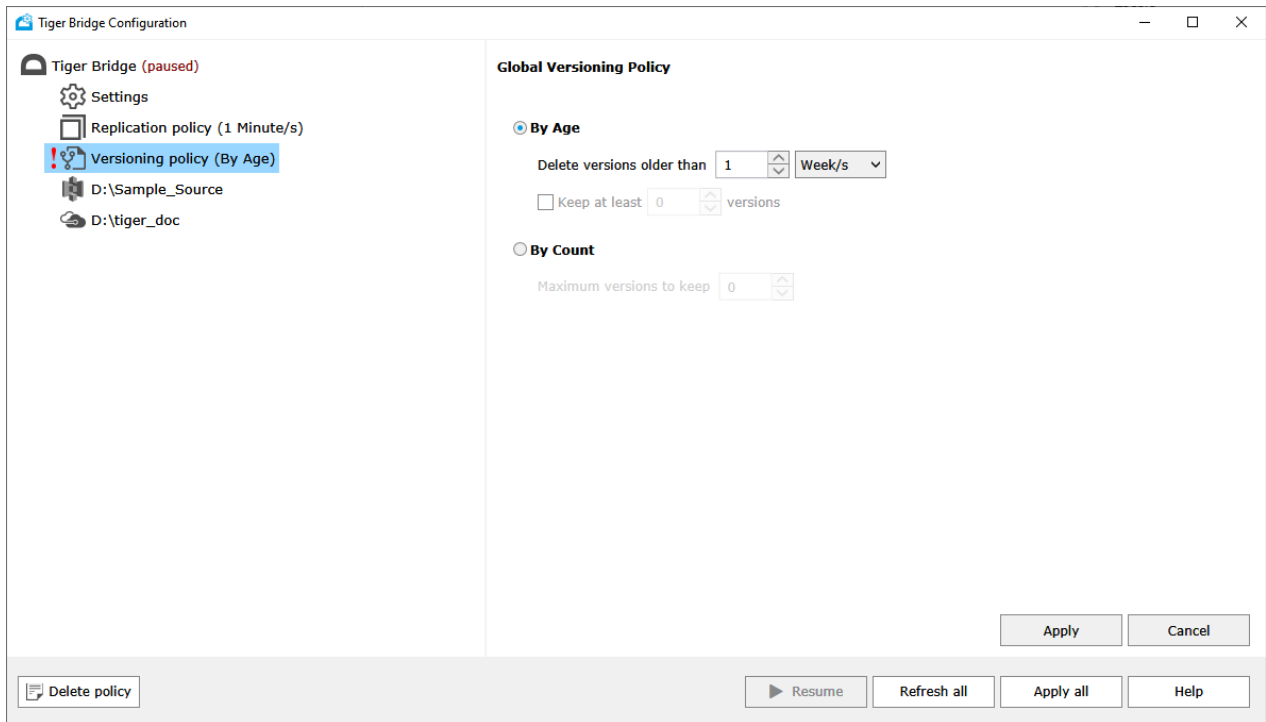 Tiger Bridge Configuration
Tiger Bridge (paused)
Settings
Replication policy (1 Minute/s)
Versioning policy (By Age)
D:\Sample_Source
D:\tiger_doc
Global Versioning Policy
By Age
Delete versions older than 1 Week/s
Keep at least 0 versions
By Count
Maximum versions to keep 0
Apply Cancel
Delete policy Resume Refresh all Apply all Help